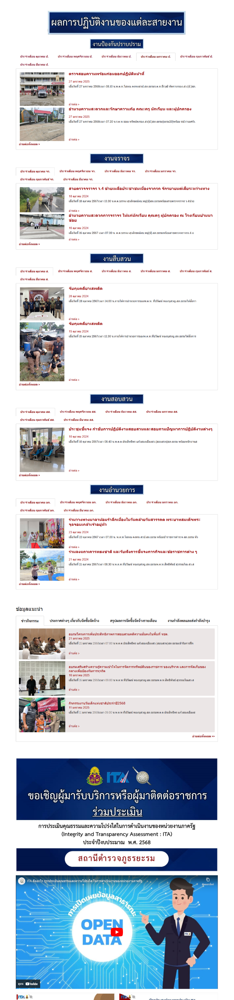 ผลการปฏิบัติงานของแต่ละสายงาน
งานป้องกันปราบปราม
ประจำเดือน ตุลาคม ป. ประจำเดือน พฤศจิกายน ป. ประจำเดือน ธันวาคม ป. ประจำเดือน มกราคม ป. ประจำเดือน กุมภาพันธ์ ป.
ประจำเดือน มีนาคม ป.
ตรวจสอบความพร้อมก่อนออกปฏิบัติหน้าที่
27 มกราคม 2025
เมื่อวันที่ 27 มกราคม 2568เวลา 08.10 น.พ.ต.ท.โสภณ คงทนสวป.สภ.ยะรมร.ต.ท.ธีรวุฒิ หัตถาเจรอง.สว.(ป.)สภ.
อ่านต่อ >
อำนวยความสะดวกและรักษาความภัย คณะครู นักเรียน และผู้ปกครอง
27 มกราคม 2025
เมื่อวันที่ 27 มกราคม 2568เวลา 07.20 น.ร.ต.ท.ชอบ ทรัพย์คงรอง.สว(ป.)สภ.ยะรม(ยะรม20)พร้อม ชป.ราเมศร์ว.
อ่านต่อ >
อ่านต่อทั้งหมด >
งานจราจร
ประจำเดือน ตุลาคม จร. ประจำเดือน พฤศจิกายน จร. ประจำเดือน ธันวาคม จร. ประจำเดือน มกราคม จร.
ประจำเดือน กุมภาพันธ์ จร. ประจำเดือน มีนาคม จร.
สายตรวจจราจร ว.4 ช่วยเหลือประชาชนเนื่องจากรถ จักรยายนต์เสียระหว่างทาง
18 ตุลาคม 2024
เมื่อวันที่ 18 ตุลาคม 2567เวลา 13.30 น.ด.ต.บรรจง สุวลักษณ์ผบ.หมู่(ป)สภ.ยะรมพร้อมสายตรวจจราจร ว.4ช่วย
อ่านต่อ >
อำนวยความสะดวกการจราจร ให้แก่นักเรียน คุณครู ผู้ปกครอง ณ โรงเรียนบ้านนา
ข่อย
16 ตุลาคม 2024
เมื่อวันที่ 16 ตุลาคม 2567 เวลา 07.00 น. ด.ต.บรรจง สุวลักษณ์ผบ.หมู่(ป).สภ.ยะรมพร้อมสายตรวจจราจรว.4 อ
อ่านต่อ >
อ่านต่อทั้งหมด >
งานสืบสวน
ประจำเดือน ตุลาคม ส. ประจำเดือน พฤศจิกายน ส. ประจำเดือน ธันวาคม ส. ประจำเดือน มกราคม ส. ประจำเดือน กุมภาพันธ์ ส.
ประจำเดือน มีนาคม ส.
จับกุมคดียาเสพติด
28 ตุลาคม 2024
เมื่อวันที่ 28 ตุลาคม 2567เวลา 14.00 น.ภายใต้การอำนวยการของพ.ต.ท. ทีปวัฒน์ ทองบุสวญ.สภ.ยะรมได้สั่งกา
อ่านต่อ >
จับกุมคดียาเสพติด
15 ตุลาคม 2024
เมื่อวันที่ 15 ตุลาคม 2567เวลา 12.30 น.ภายใต้การอำนวยการของพ.ต.ท.ทีปวัฒน์ ทองบุสวญ.สภ.ยะรมได้สั่งการ
อ่านต่อ >
อ่านต่อทั้งหมด >
งานสอบสวน
ประจำเดือน ตุลาคม สส. ประจำเดือน พฤศจิกายน สส. ประจำเดือน ธันวาคม สส. ประจำเดือน มกราคม สส.
ประจำเดือน กุมภาพันธ์ สส. ประจำเดือน มีนาคม สส.
ประชุมชี้แจง กำชับการปฏิบัติงานสอบสวนและสอบถามปัญหาการปฏิบัติงานต่างๆ
10 ตุลาคม 2024
เมื่อวันที่ 10 ตุลาคม 2567เวลา 08.40 น.พ.ต.ต.ประสิทธิพร แก้วสองเมืองสว.(สอบสวน)สภ.ยะรม พร้อมพนักงานส
อ่านต่อ >
อ่านต่อทั้งหมด >
งานอำนวยการ
ประจำเดือน ตุลาคม อก. ประจำเดือน พฤศจิกายน อก. ประจำเดือน ธันวาคม อก. ประจำเดือน มกราคม อก.
ประจำเดือน กุมภาพันธ์ อก. ประจำเดือน มีนาคม อก.
ร่วมวางพวงมาลาน้อมรำลึกเนื่องในวันคล้ายวันสวรรคต พระบาทสมเด็จพระ
จุลจอมเกล้าเจ้าอยู่หัว
23 ตุลาคม 2024
เมื่อวันที่ 23 ตุลาคม 2567 เวลา 07.00 น. พ.ต.ท.โสภณ คงทน สวป.สภ.ยะรม พร้อมข้าราชการตำรวจ สภ.ยะรม หัว
อ่านต่อ >
ร่วมลงแถวเคารพธงชาติ และรับฟังการชี้แจงภารกิจและข้อราชการต่าง ๆ
21 ตุลาคม 2024
เมื่อวันที่ 21 ตุลาคม 2567เวลา 08.30 น.พ.ต.ท.ทีปวัฒน์ ทองบุสวญ.สภ.ยะรมพ.ต.ท.สิทธิพันธ์ สุวรรณโณ สว.ส
อ่านต่อ >
อ่านต่อทั้งหมด >
ข้อมูลแนะนำ
ข่าวกิจกรรม ประกาศต่างๆ เกี่ยวกับจัดซื้อจัดจ้าง สรุปผลการจัดซื้อจัดจ้างรายเดือน งานกำลังพลและส่งกำลังบำรุง
อบรมโครงการเพิ่มประสิทธิภาพการสอบสวนคดีความมั่นคงในพื้นที่ จชต.
21 มกราคม 2025
เมื่อวันที่ 21 มกราคม 2568เวลา 07.00 น.พ.ต.ต.ประสิทธิพร แก้วสองเมืองสว.(สอบสวน)สภ.ยะรมเข้ารับการฝึก
อ่านต่อ >
อบรมเสริมสร้างความรู้ความเข้าใจในการจัดการทรัพย์สินของราชการ ของบริจาค และการจัดเก็บของ
กลางเพื่อป้องกันการทุจริต
16 มกราคม 2025
เมื่อวันที่ 16 มกราคม 2568เวลา 09.00 น.พ.ต.ท.ทีปวัฒน์ ทองบุสวญ.สภ.ยะรมพ.ต.ท.สิทธิพันธ์ สุวรรณโณสว.ส
อ่านต่อ >
กิจกรรมงานวันเด็กแห่งชาติประจำปี2568
11 มกราคม 2025
เมื่อวันที่ 11 มกราคม 2568เวลา 09.00 น.พ.ต.ท.ทีปวัฒน์ ทองบุสวญ.สภ.ยะรมพ.ต.ต.ประสิทธิพร แก้วสองเมืองส
อ่านต่อ >
อ่านต่อทั้งหมด >>
ITA
ขอเชิญผู้มารับบริการหรือผู้มาติดต่อราชการ
ร่วมประเมิน
การประเมินคุณธรรมและความโปร่งใสในการดำเนินงานของหน่วยงานภาครัฐ
(Integrity and Transparency Assessment : ITA)
ประจำปีงบประมาณ พ.ศ. 2568
สถานีตำรวจภูธรยะรม
ITA คืออะไร การประเมินคุณธรรมและความโปร่งใส ในการดำเนินงานของหน่วยงานภาครัฐ
คัดลอกลิงก์
การเปิดเผยข้อมูลสาธารณะ
OPEN
DATA
ITA
ดูบน YouTube
ITA ITA